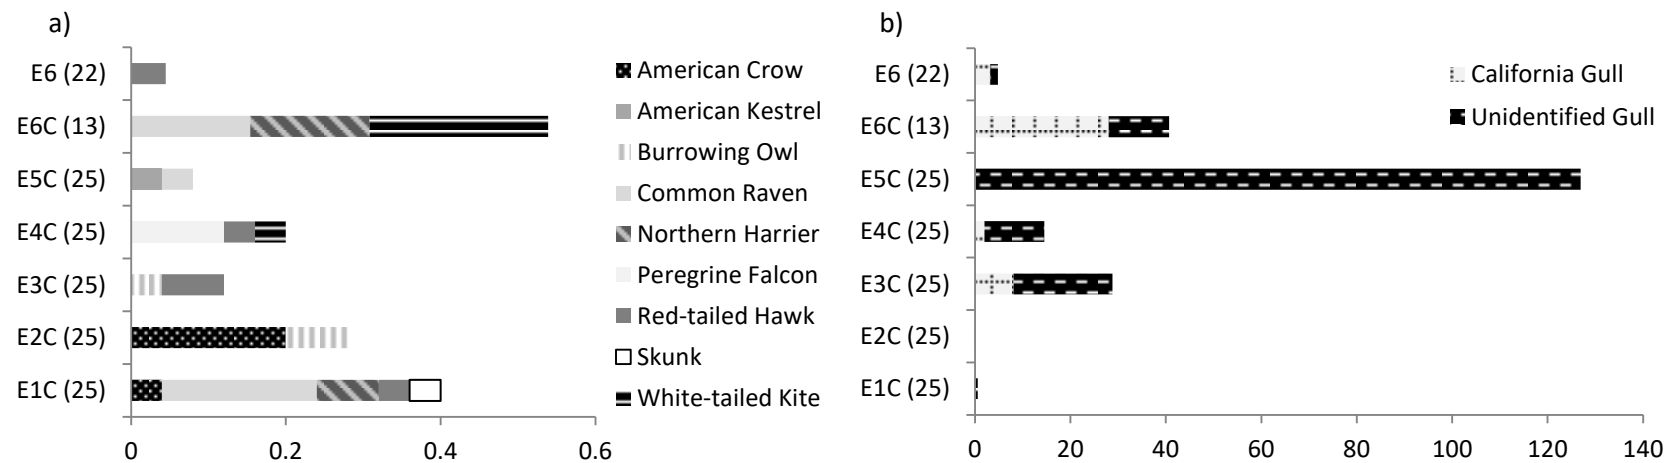 a)
E6 (22)
E6C (13)
E5C (25)
E4C (25)
E3C (25)
E2C (25)
E1C (25)
0 0.2 0.4 0.6
American Crow
American Kestrel
Burrowing Owl
Common Raven
Northern Harrier
Peregrine Falcon
Red-tailed Hawk
Skunk
White-tailed Kite
b)
E6 (22)
E6C (13)
E5C (25)
E4C (25)
E3C (25)
E2C (25)
E1C (25)
0 20 40 60 80 100 120 140
California Gull
Unidentified Gull